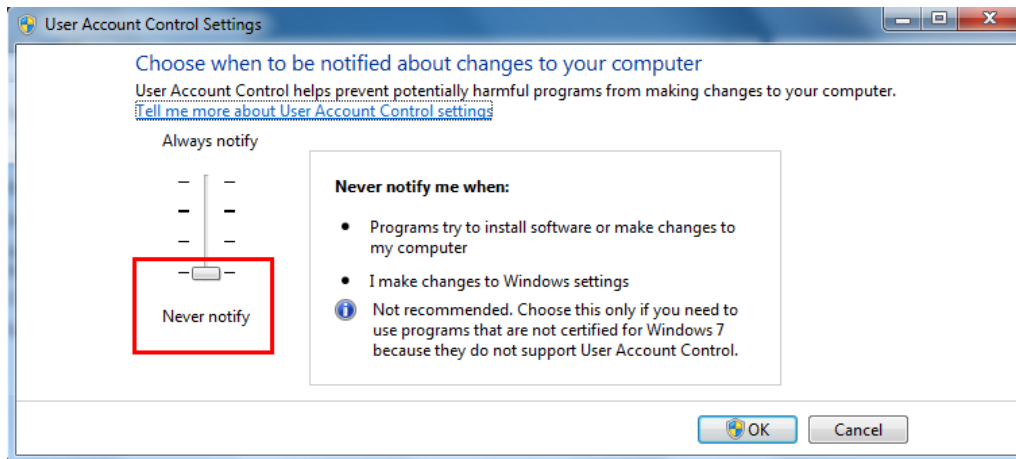 User Account Control Settings
Choose when to be notified about changes to your computer
User Account Control helps prevent potentially harmful programs from making changes to your computer.
Tell me more about User Account Control settings
Always notify
Never notify
Never notify me when:
• Programs try to install software or make changes to
my computer
• I make changes to Windows settings
Not recommended. Choose this only if you need to
use programs that are not certified for Windows 7
because they do not support User Account Control.
OK
Cancel